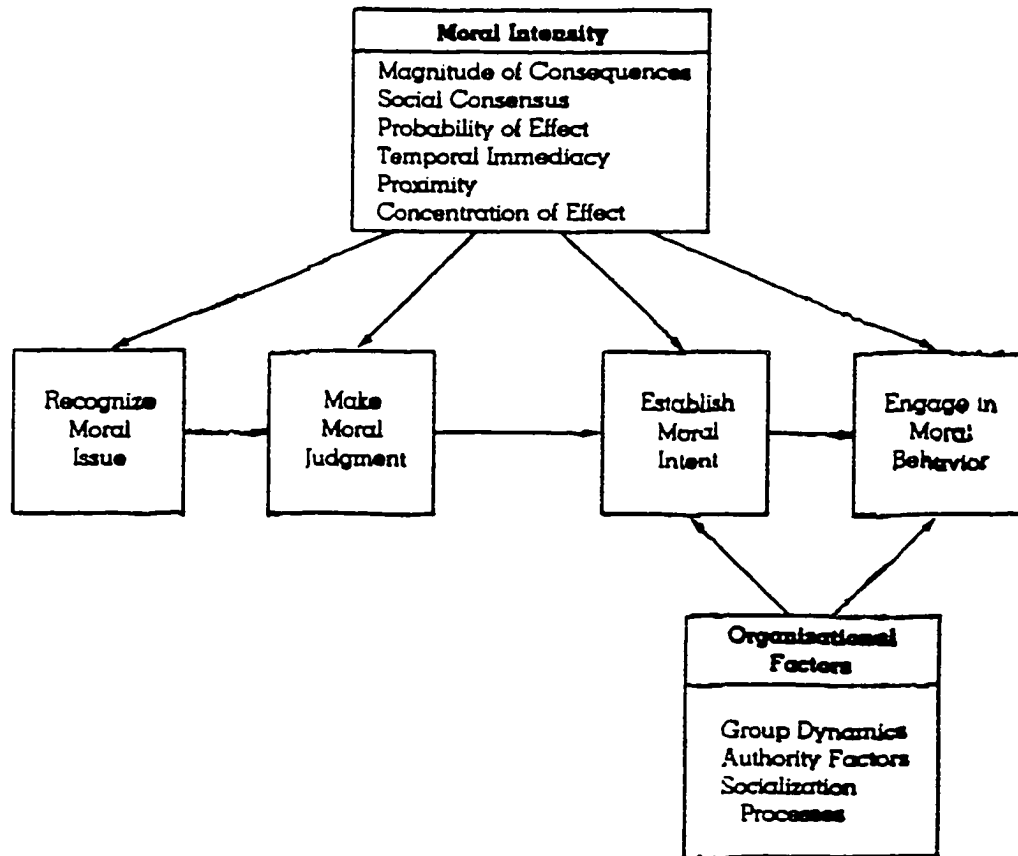 Moral Intensity
Magnitude of Consequences
Social Consensus
Probability of Effect
Temporal Immediacy
Proximity
Concentration of Effect
Recognize
Moral
Issue
Make
Moral
Judgment
Establish
Moral
Intent
Engage in
Moral
Behavior
Organizational
Factors
Group Dynamics
Authority Factors
Socialization
Processes